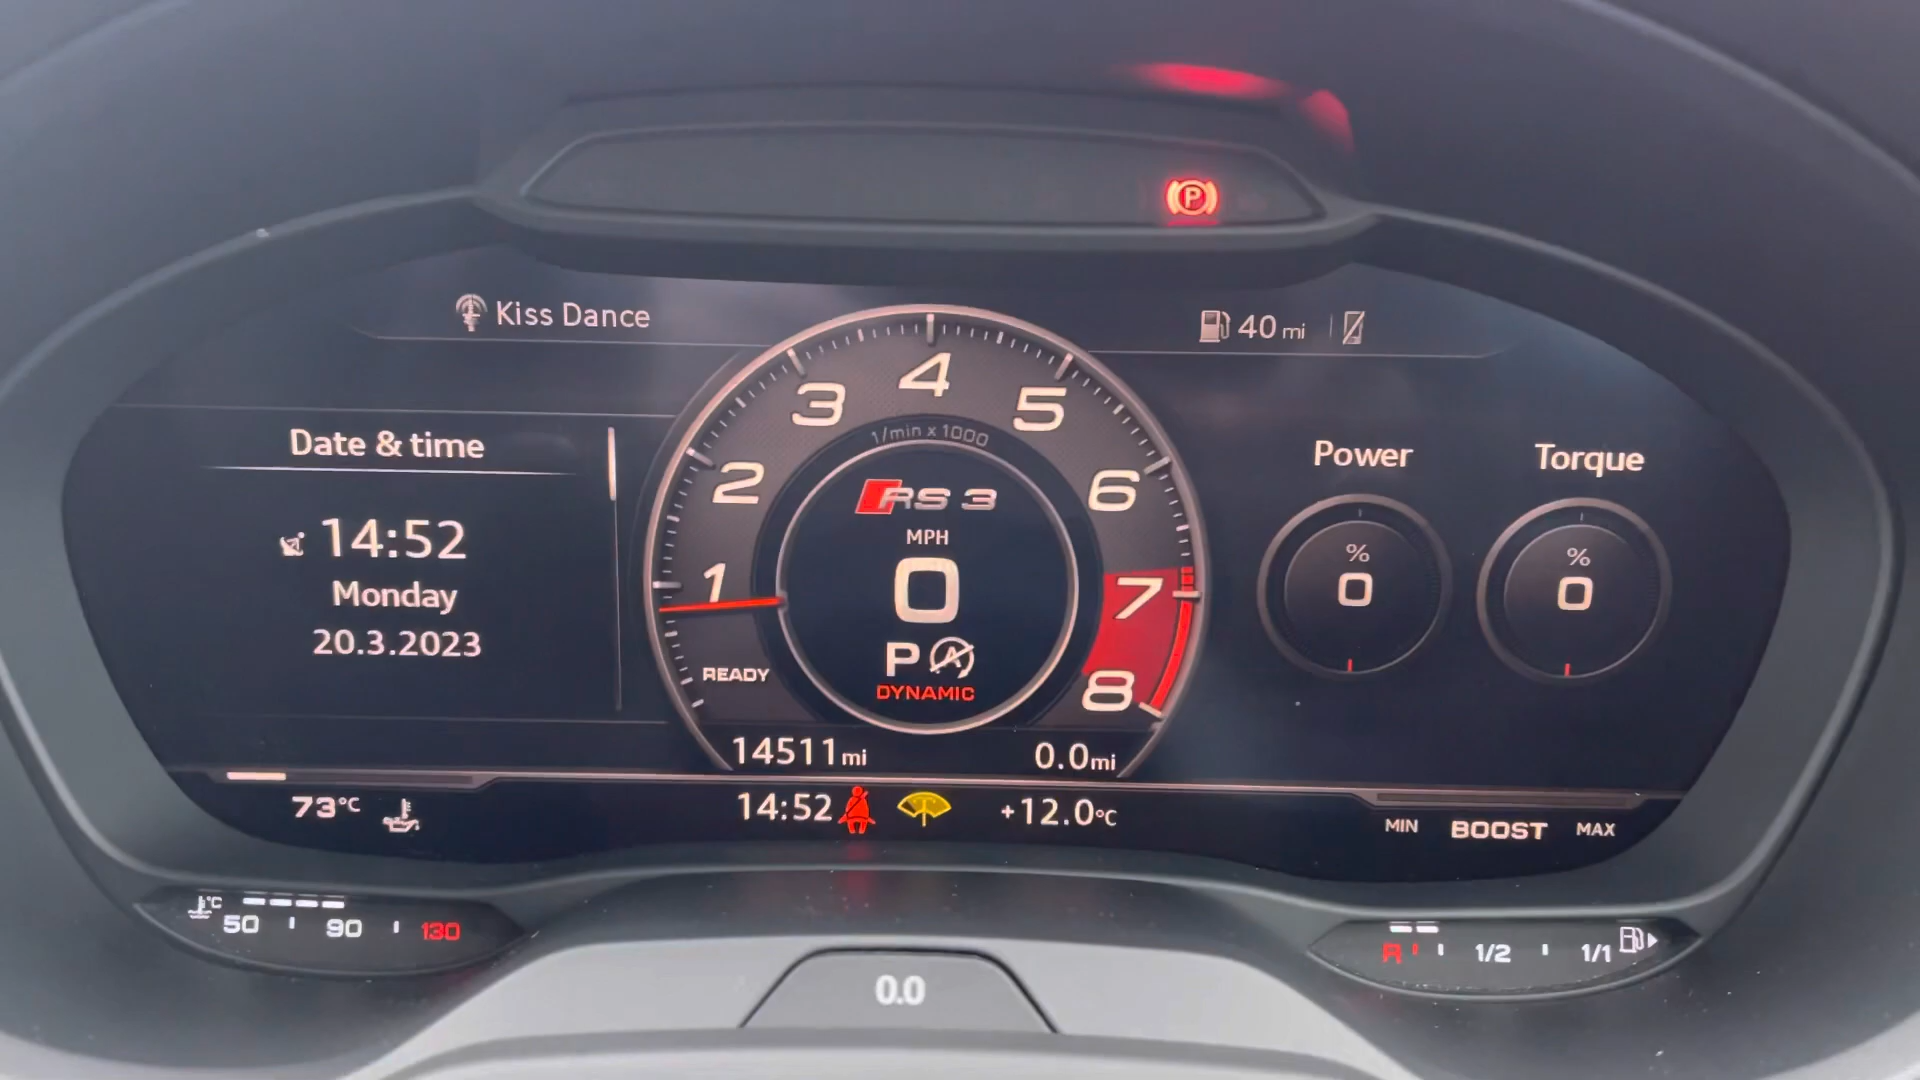 P
Kiss Dance
40 mi
Date & time
14:52
Monday
20.3.2023
1 2 3 4 5 6 7 8
1/min x 1000
RS 3
MPH
0
P A
DYNAMIC
READY
14511 mi
0.0 mi
Power
Torque
% %
0 0
73°C
14:52
+12.0°C
MIN BOOST MAX
°C
50 90 130
R 1/2 1/1
0.0